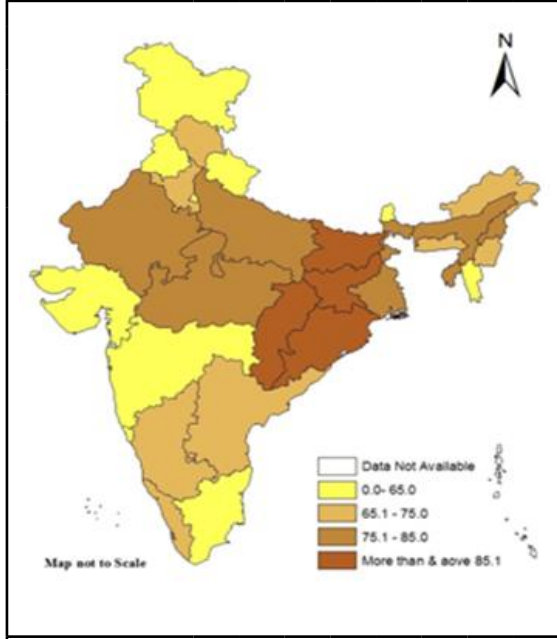 N
Data Not Available
0.0- 65.0
65.1 - 75.0
75.1 - 85.0
More than & aove 85.1
Map not to Scale